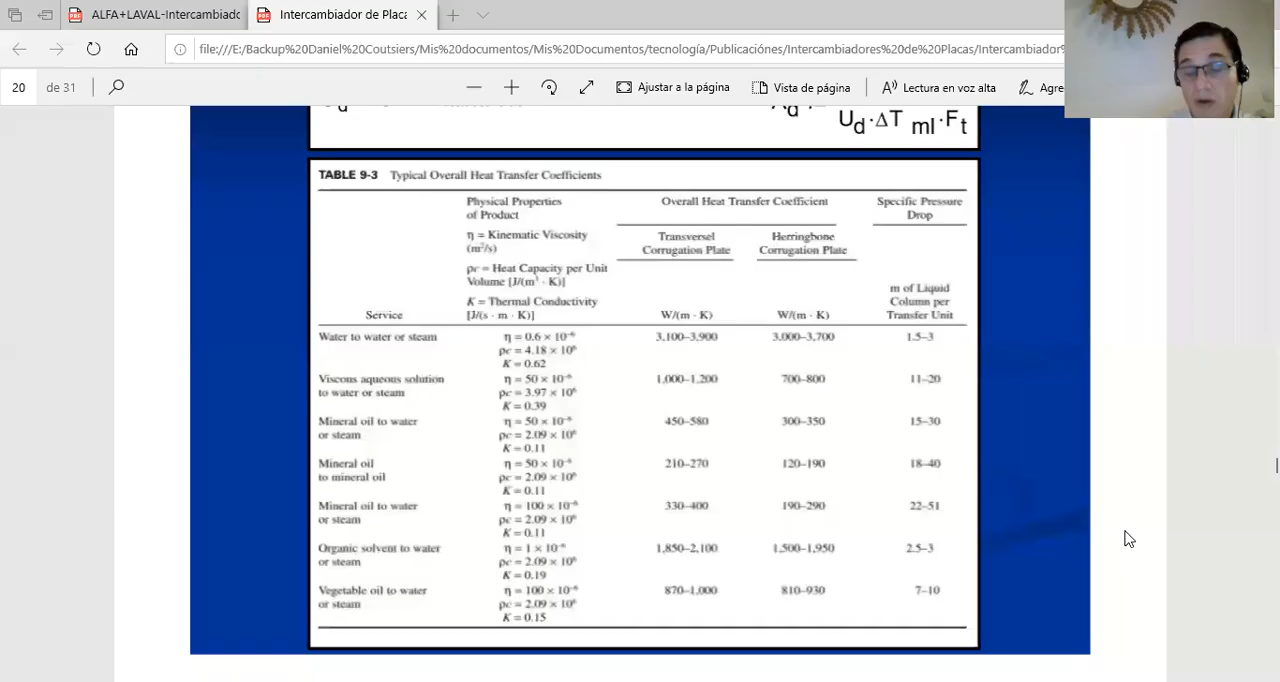 ALFA+LAVAL-Intercambiado
Intercambiador de Placa
file:///E:/Backup%20Daniel%20Coutsiers/Mis%20documentos/Mis%20Documentos/tecnología/Publicaciónes/Intercambiadores%20de%20Placas/Intercambiador%
20 de 31
Ajustar a la página
Vista de página
Lectura en voz alta
Agre
Ud·ΔT ml·Ft
TABLE 9-3 Typical Overall Heat Transfer Coefficients
Physical Properties of Product
Overall Heat Transfer Coefficient
Specific Pressure Drop
η = Kinematic Viscosity (m²/s)
Transversel Corrugation Plate
Herringbone Corrugation Plate
ρc = Heat Capacity per Unit Volume [J/(m³ · K)]
K = Thermal Conductivity [J/(s · m · K)]
m of Liquid Column per Transfer Unit
Service
W/(m · K)
W/(m · K)
Water to water or steam η = 0.6 × 10⁻⁶ 3,100–3,900 3,000–3,700 1.5–3
ρc = 4.18 × 10⁶
K = 0.62
Viscous aqueous solution η = 50 × 10⁻⁶ 1,000–1,200 700–800 11–20
to water or steam ρc = 3.97 × 10⁶
K = 0.39
Mineral oil to water η = 50 × 10⁻⁶ 450–580 300–350 15–30
or steam ρc = 2.09 × 10⁶
K = 0.11
Mineral oil η = 50 × 10⁻⁶ 210–270 120–190 18–40
to mineral oil ρc = 2.09 × 10⁶
K = 0.11
Mineral oil to water η = 100 × 10⁻⁶ 330–400 190–290 22–51
or steam ρc = 2.09 × 10⁶
K = 0.11
Organic solvent to water η = 1 × 10⁻⁶ 1,850–2,100 1,500–1,950 2.5–3
or steam ρc = 2.09 × 10⁶
K = 0.19
Vegetable oil to water η = 100 × 10⁻⁶ 870–1,000 810–930 7–10
or steam ρc = 2.09 × 10⁶
K = 0.15